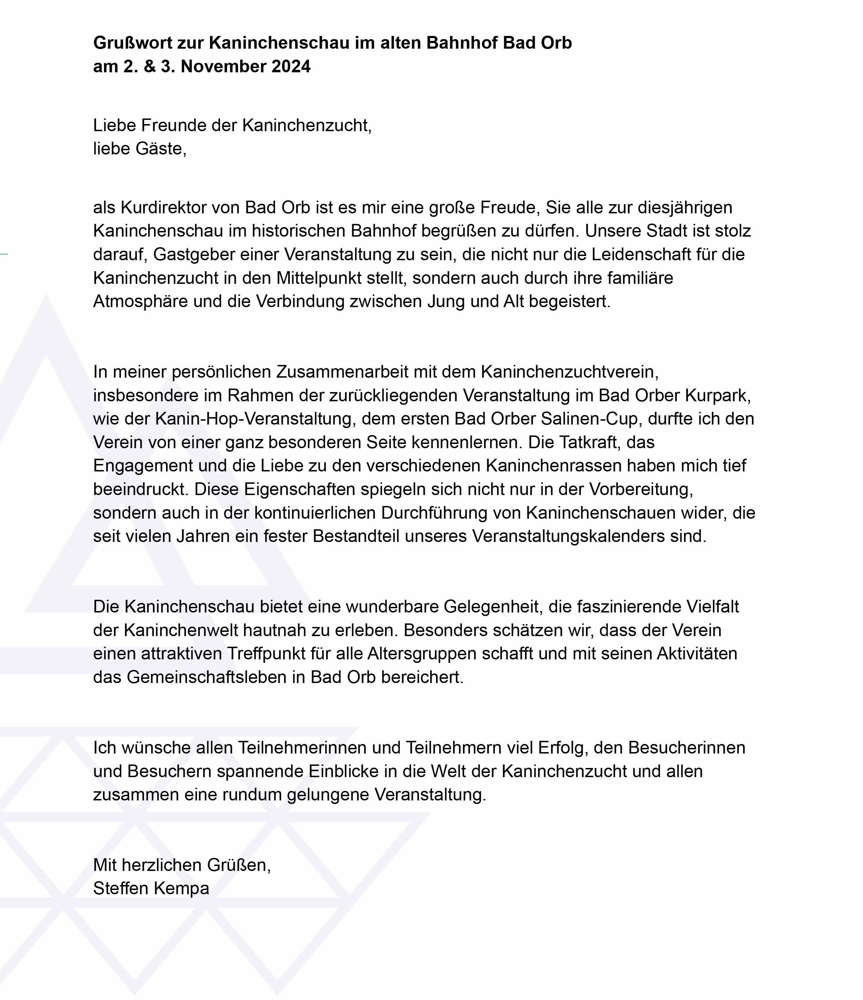 Grußwort zur Kaninchenschau im alten Bahnhof Bad Orb
am 2. & 3. November 2024
Liebe Freunde der Kaninchenzucht,
liebe Gäste,
als Kurdirektor von Bad Orb ist es mir eine große Freude, Sie alle zur diesjährigen
Kaninchenschau im historischen Bahnhof begrüßen zu dürfen. Unsere Stadt ist stolz
darauf, Gastgeber einer Veranstaltung zu sein, die nicht nur die Leidenschaft für die
Kaninchenzucht in den Mittelpunkt stellt, sondern auch durch ihre familiäre
Atmosphäre und die Verbindung zwischen Jung und Alt begeistert.
In meiner persönlichen Zusammenarbeit mit dem Kaninchenzuchtverein,
insbesondere im Rahmen der zurückliegenden Veranstaltung im Bad Orber Kurpark,
wie der Kanin-Hop-Veranstaltung, dem ersten Bad Orber Salinen-Cup, durfte ich den
Verein von einer ganz besonderen Seite kennenlernen. Die Tatkraft, das
Engagement und die Liebe zu den verschiedenen Kaninchenrassen haben mich tief
beeindruckt. Diese Eigenschaften spiegeln sich nicht nur in der Vorbereitung,
sondern auch in der kontinuierlichen Durchführung von Kaninchenschauen wider, die
seit vielen Jahren ein fester Bestandteil unseres Veranstaltungskalenders sind.
Die Kaninchenschau bietet eine wunderbare Gelegenheit, die faszinierende Vielfalt
der Kaninchenwelt hautnah zu erleben. Besonders schätzen wir, dass der Verein
einen attraktiven Treffpunkt für alle Altersgruppen schafft und mit seinen Aktivitäten
das Gemeinschaftsleben in Bad Orb bereichert.
Ich wünsche allen Teilnehmerinnen und Teilnehmern viel Erfolg, den Besucherinnen
und Besuchern spannende Einblicke in die Welt der Kaninchenzucht und allen
zusammen eine rundum gelungene Veranstaltung.
Mit herzlichen Grüßen,
Steffen Kempa